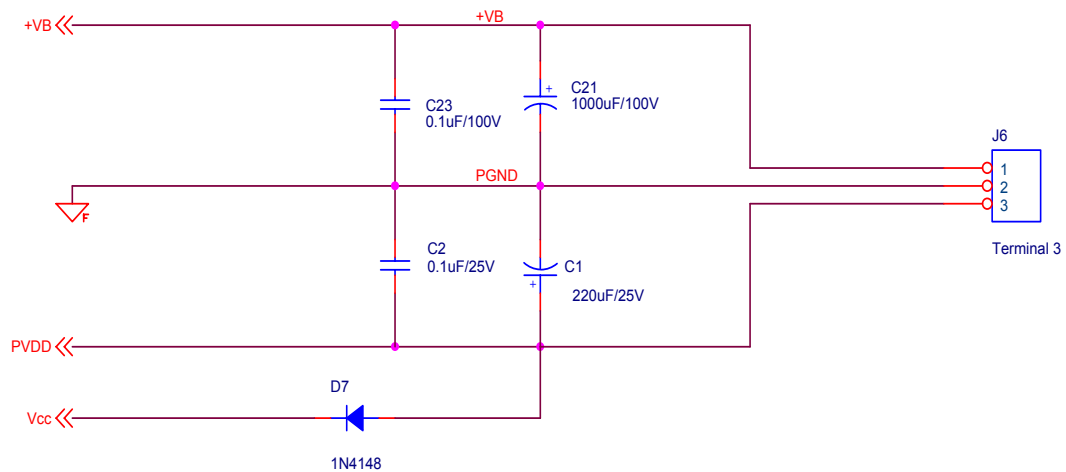 +VB
+VB
+
C21
1000uF/100V
C23
0.1uF/100V
J6
1
2
3
Terminal 3
PGND
F
C2
0.1uF/25V
C1
+
220uF/25V
PVDD
D7
Vcc
1N4148